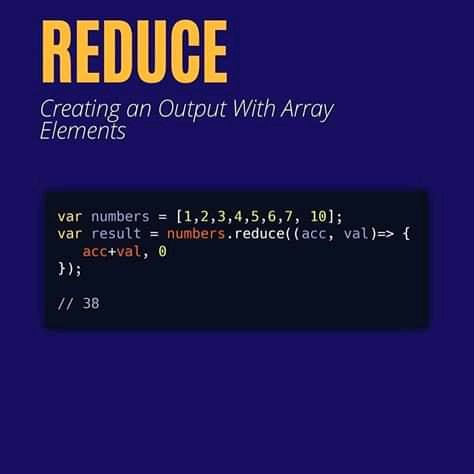 REDUCE
Creating an Output With Array
Elements
var numbers = [1,2,3,4,5,6,7, 10];
var result = numbers.reduce((acc, val)=> {
   acc+val, 0
});
// 38